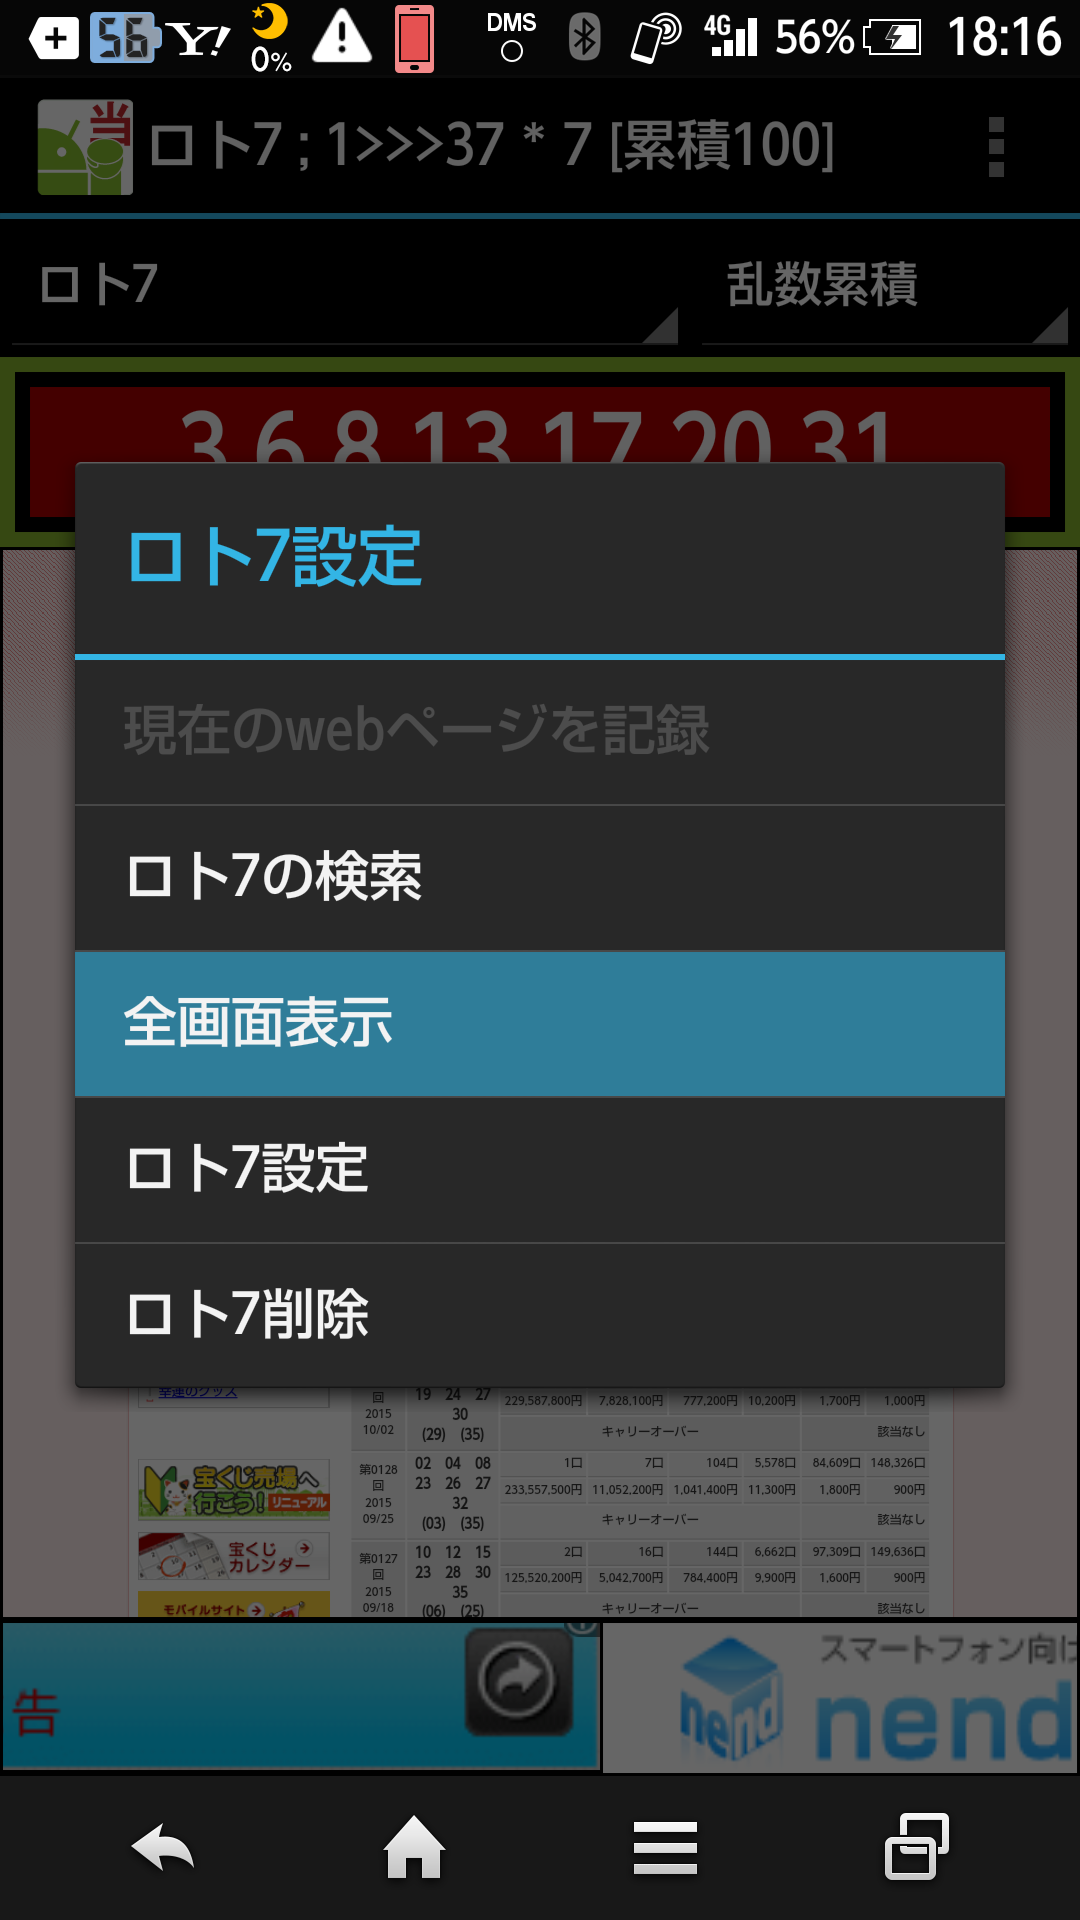 56
Y!
0%
DMS
4G
56%
18:16
当
ロト7 ; 1>>>37 * 7 [累積100]
ロト7
乱数累積
3 6 8 13 17 20 31
ロト7設定
現在のwebページを記録
ロト7の検索
全画面表示
ロト7設定
ロト7削除
幸運のグッズ
宝くじ売場へ
行こう！
リニューアル
宝くじ
カレンダー
モバイルサイト
回
2015
10/02
19 24 27
30
(29) (35)
229,587,800円 7,828,100円 777,200円 10,200円 1,700円 1,000円
キャリーオーバー 該当なし
第0128
回
2015
09/25
02 04 08
23 26 27
32
(03) (35)
1口 7口 104口 5,578口 84,609口 148,326口
233,557,500円 11,052,200円 1,041,400円 11,300円 1,800円 900円
キャリーオーバー 該当なし
第0127
回
2015
09/18
10 12 15
23 28 30
35
(06) (25)
2口 16口 144口 6,662口 97,309口 149,636口
125,520,200円 5,042,700円 784,400円 9,900円 1,600円 900円
キャリーオーバー 該当なし
告
nend
スマートフォン向け
nend